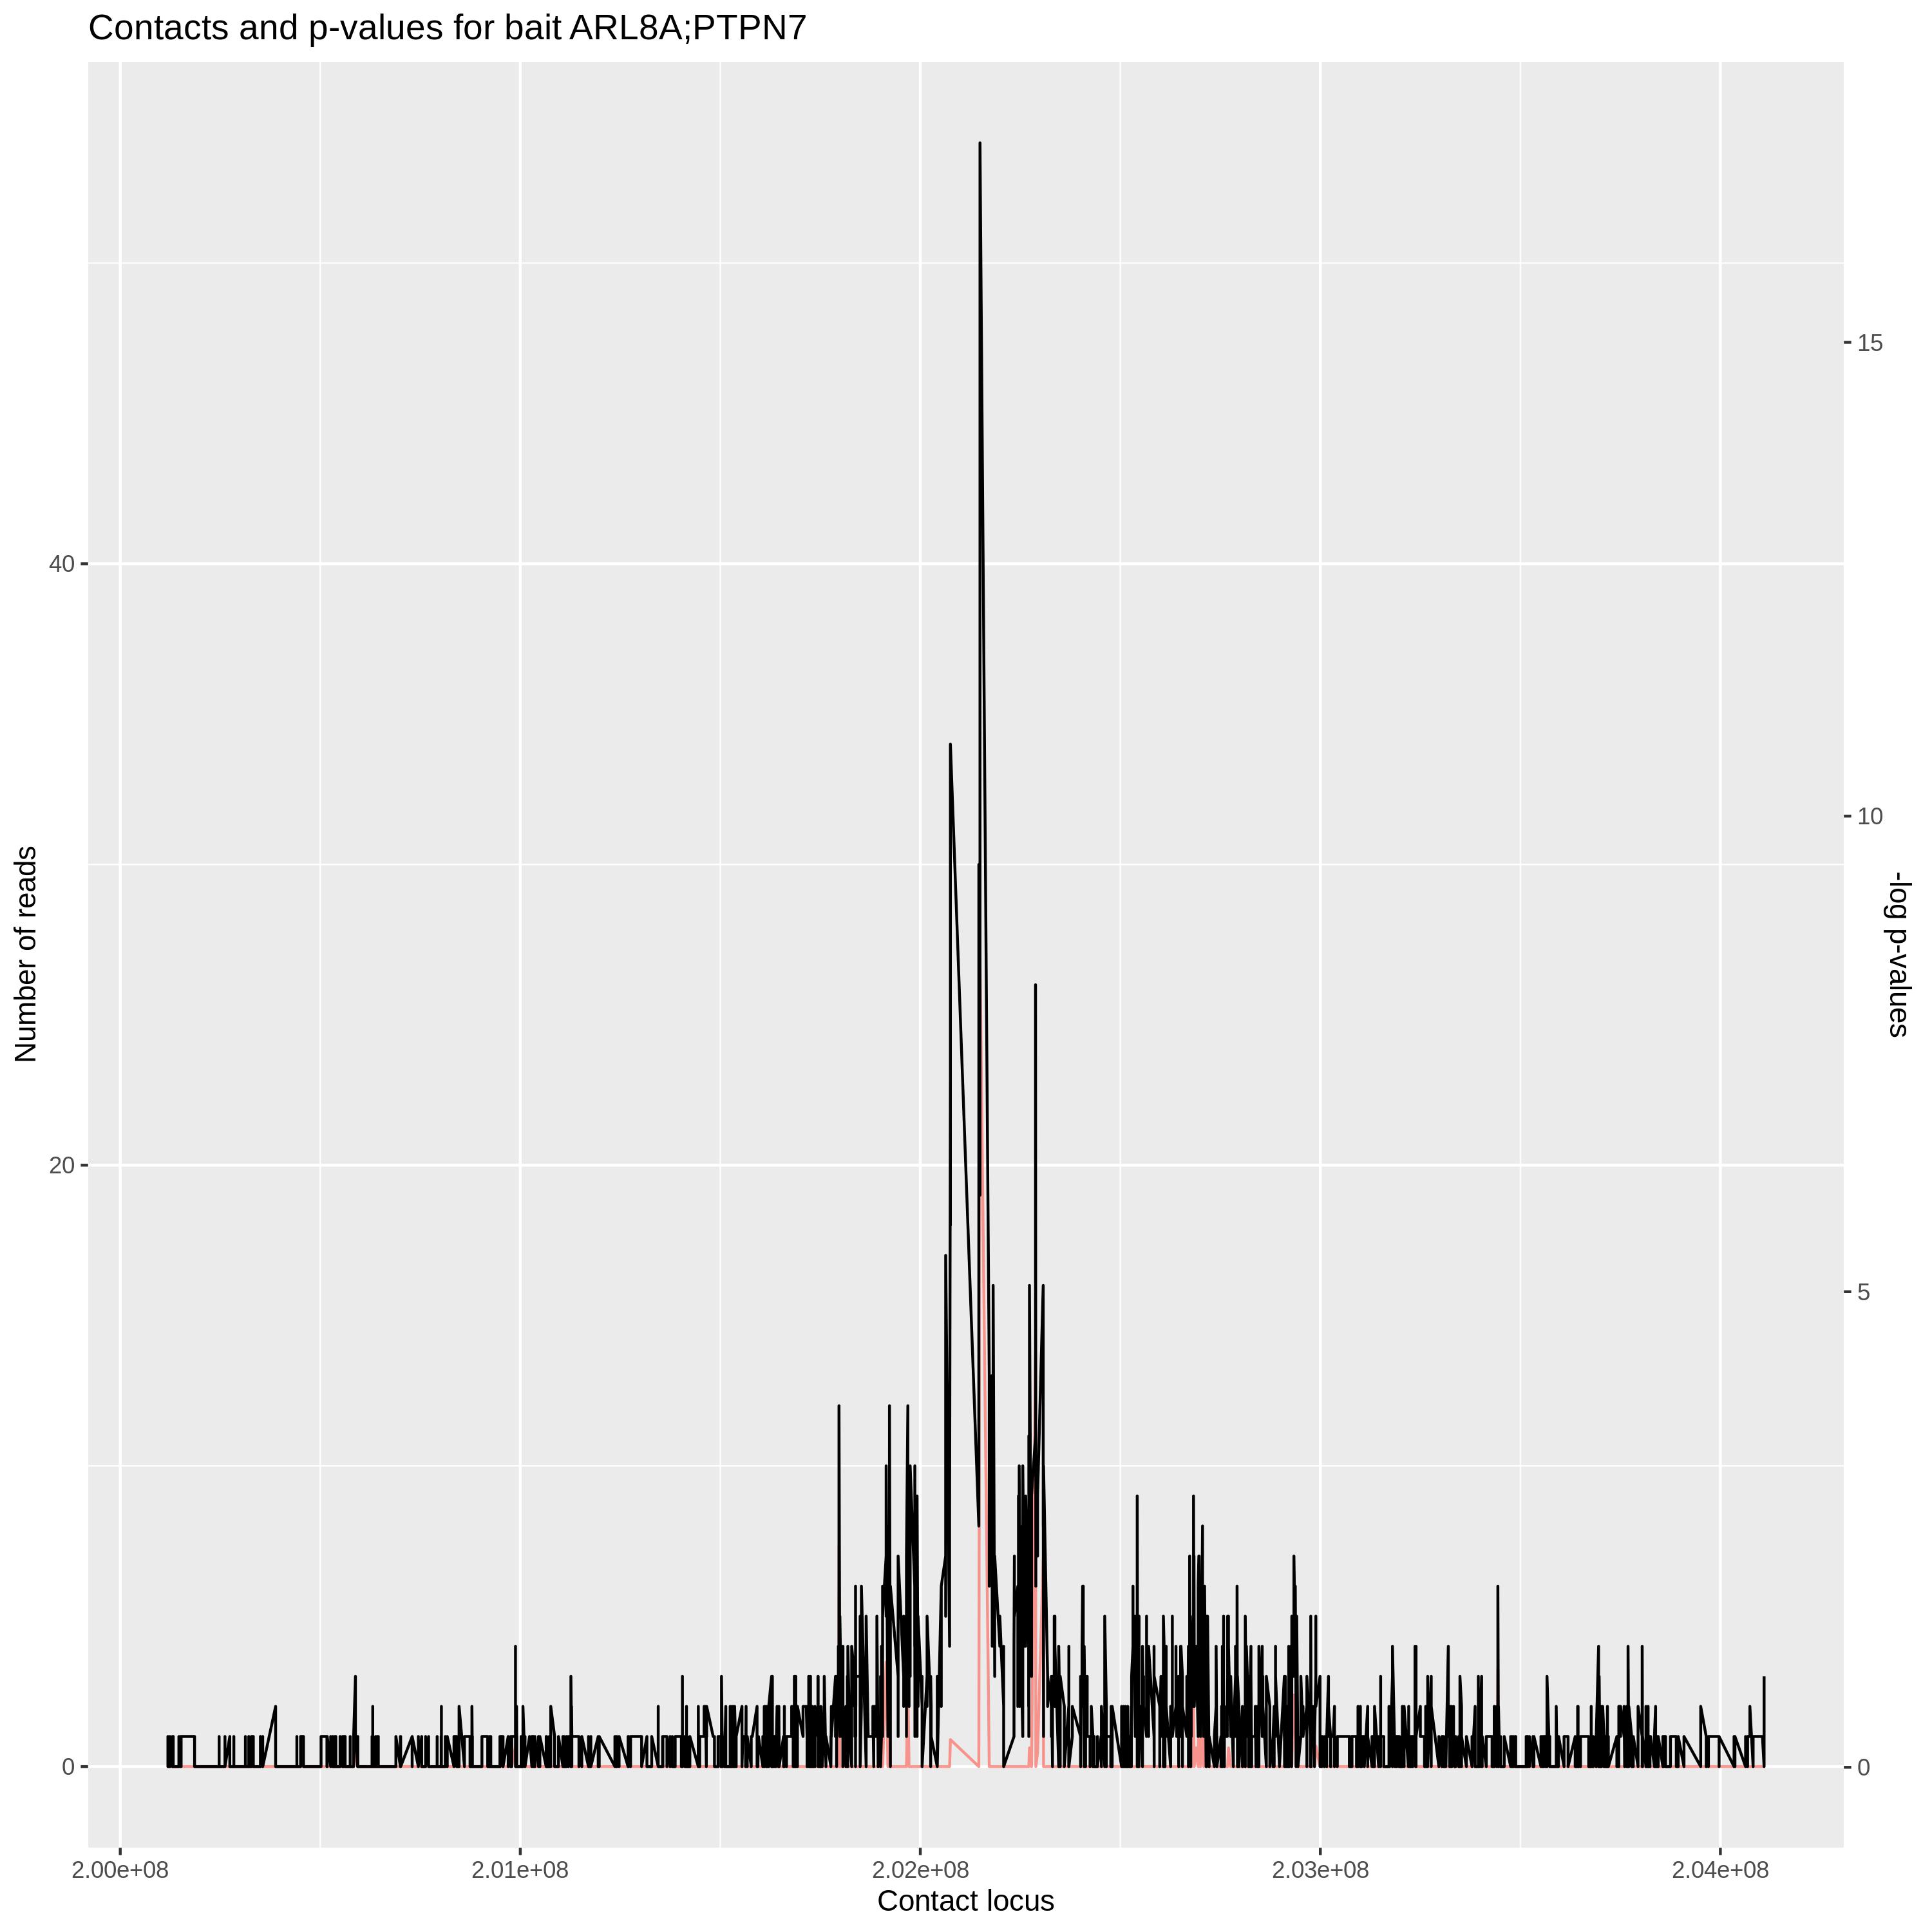 Contacts and p-values for bait ARL8A;PTPN7
Number of reads
40
20
0
15
10
5
0
-log p-values
2.00e+08
2.01e+08
2.02e+08
2.03e+08
2.04e+08
Contact locus